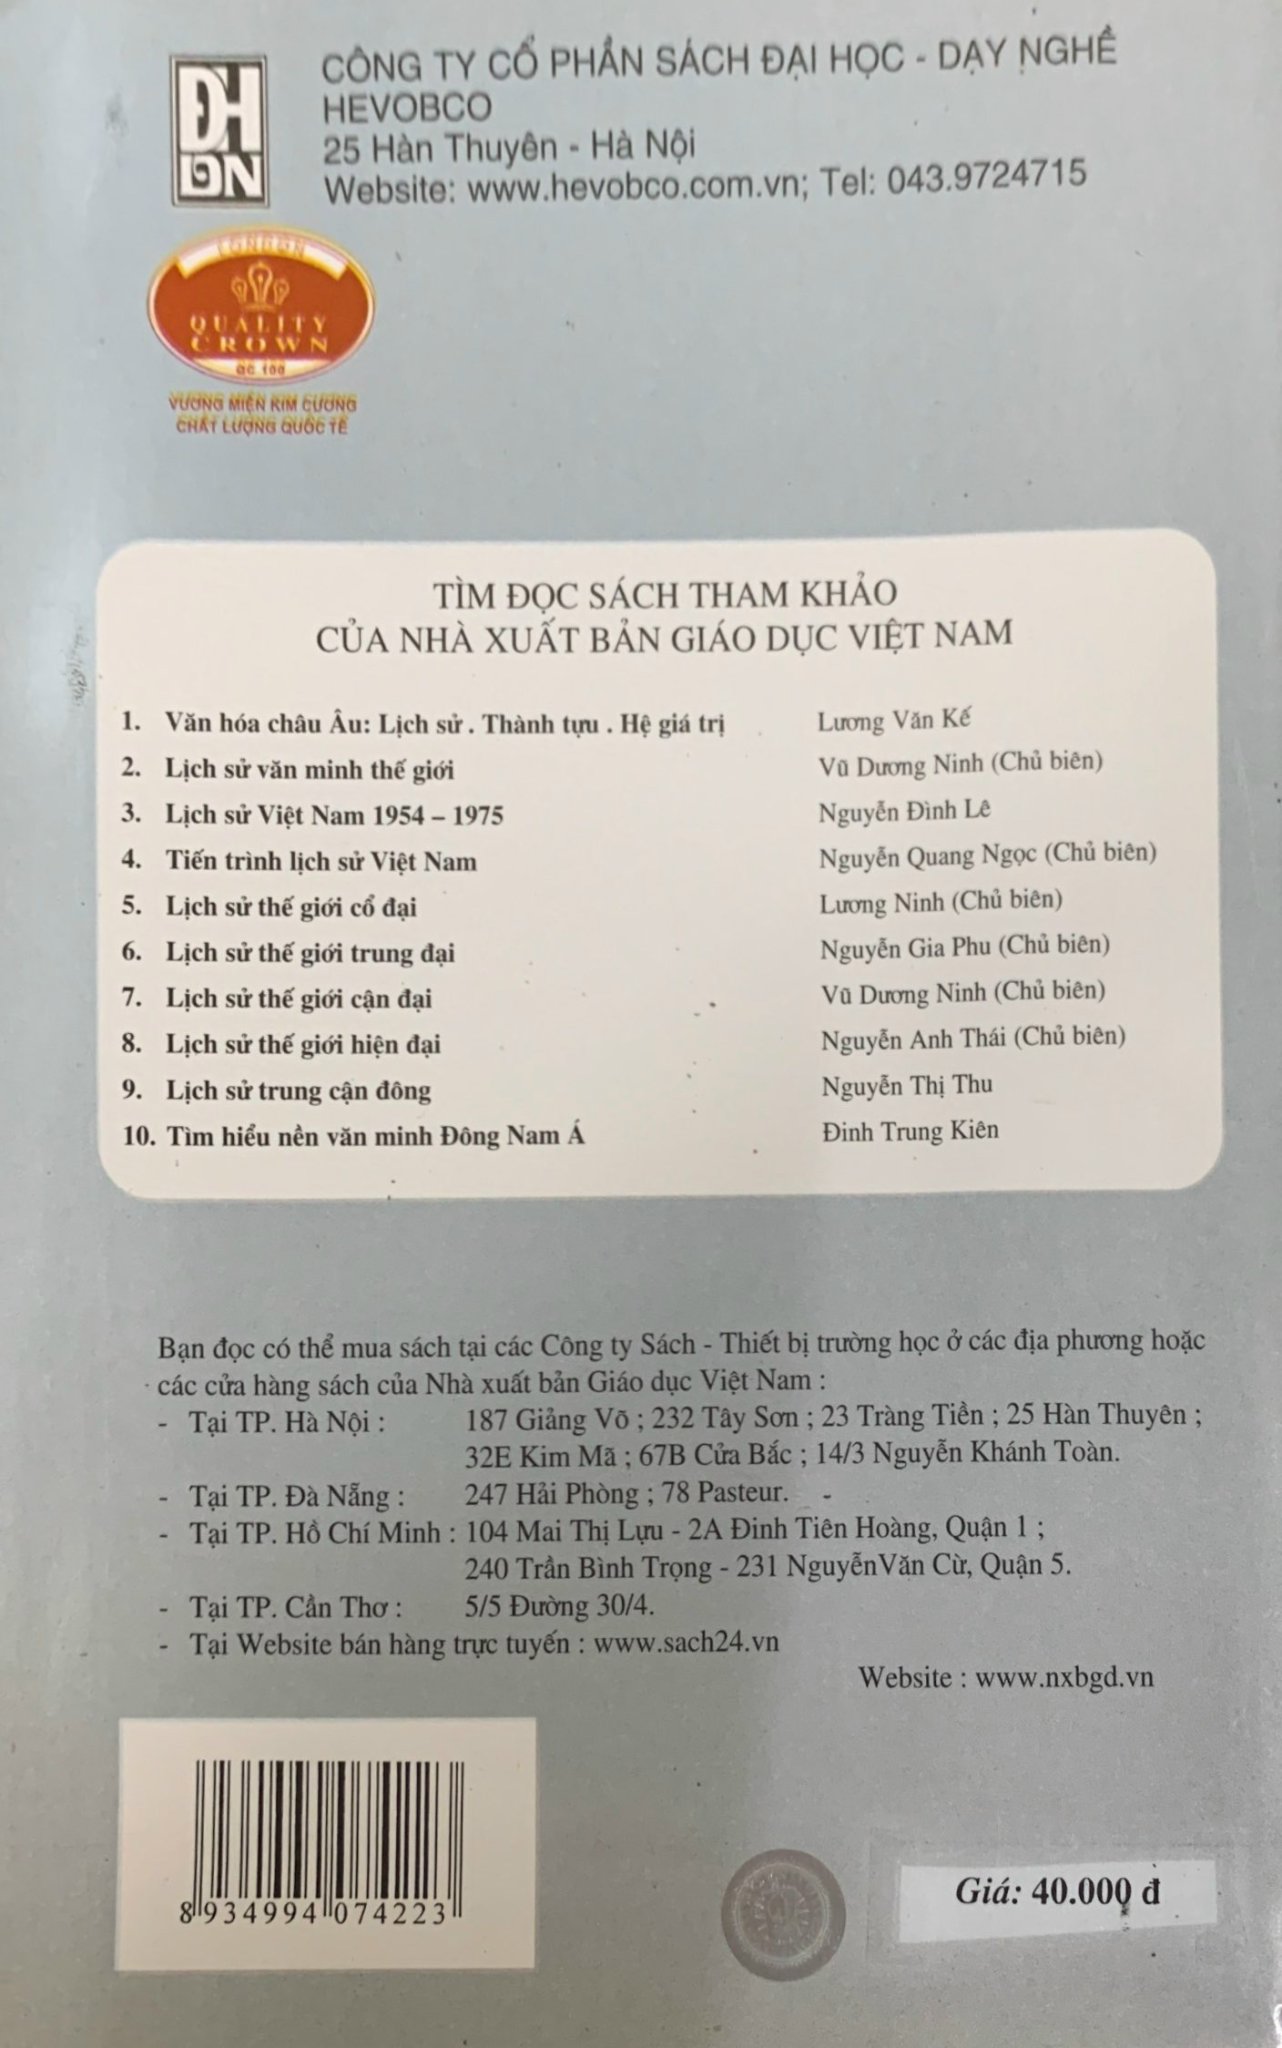 ĐH
DN
CÔNG TY CỔ PHẦN SÁCH ĐẠI HỌC - DẠY NGHỀ
HEVOBCO
25 Hàn Thuyên - Hà Nội
Website: www.hevobco.com.vn; Tel: 043.9724715
LONDON
QUALITY
CROWN
QC 100
VƯƠNG MIỆN KIM CƯƠNG
CHẤT LƯỢNG QUỐC TẾ
TÌM ĐỌC SÁCH THAM KHẢO
CỦA NHÀ XUẤT BẢN GIÁO DỤC VIỆT NAM
1. Văn hóa châu Âu: Lịch sử . Thành tựu . Hệ giá trị Lương Văn Kế
2. Lịch sử văn minh thế giới Vũ Dương Ninh (Chủ biên)
3. Lịch sử Việt Nam 1954 – 1975 Nguyễn Đình Lê
4. Tiến trình lịch sử Việt Nam Nguyễn Quang Ngọc (Chủ biên)
5. Lịch sử thế giới cổ đại Lương Ninh (Chủ biên)
6. Lịch sử thế giới trung đại Nguyễn Gia Phu (Chủ biên)
7. Lịch sử thế giới cận đại Vũ Dương Ninh (Chủ biên)
8. Lịch sử thế giới hiện đại Nguyễn Anh Thái (Chủ biên)
9. Lịch sử trung cận đông Nguyễn Thị Thu
10. Tìm hiểu nền văn minh Đông Nam Á Đinh Trung Kiên
Bạn đọc có thể mua sách tại các Công ty Sách - Thiết bị trường học ở các địa phương hoặc
các cửa hàng sách của Nhà xuất bản Giáo dục Việt Nam :
- Tại TP. Hà Nội : 187 Giảng Võ ; 232 Tây Sơn ; 23 Tràng Tiền ; 25 Hàn Thuyên ;
32E Kim Mã ; 67B Cửa Bắc ; 14/3 Nguyễn Khánh Toàn.
- Tại TP. Đà Nẵng : 247 Hải Phòng ; 78 Pasteur.
- Tại TP. Hồ Chí Minh : 104 Mai Thị Lựu - 2A Đinh Tiên Hoàng, Quận 1 ;
240 Trần Bình Trọng - 231 NguyễnVăn Cừ, Quận 5.
- Tại TP. Cần Thơ : 5/5 Đường 30/4.
- Tại Website bán hàng trực tuyến : www.sach24.vn
Website : www.nxbgd.vn
8 934994 074223
Giá: 40.000 đ